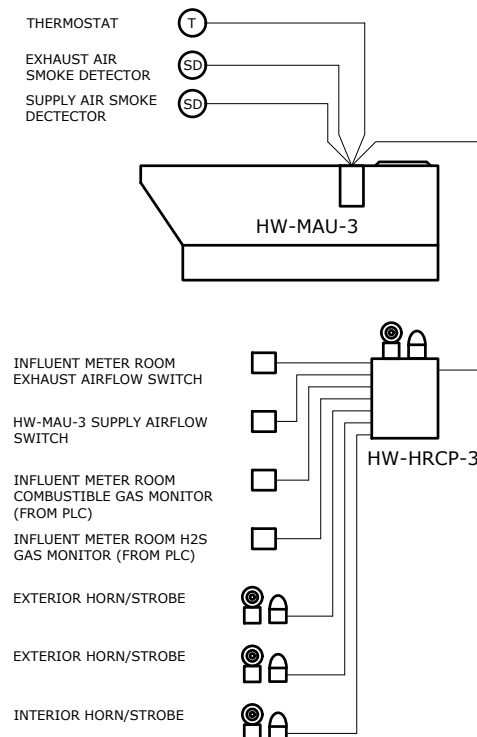 THERMOSTAT
T
EXHAUST AIR
SMOKE DETECTOR
SD
SUPPLY AIR SMOKE
DECTECTOR
SD
HW-MAU-3
INFLUENT METER ROOM
EXHAUST AIRFLOW SWITCH
HW-MAU-3 SUPPLY AIRFLOW
SWITCH
HW-HRCP-3
INFLUENT METER ROOM
COMBUSTIBLE GAS MONITOR
(FROM PLC)
INFLUENT METER ROOM H2S
GAS MONITOR (FROM PLC)
EXTERIOR HORN/STROBE
EXTERIOR HORN/STROBE
INTERIOR HORN/STROBE